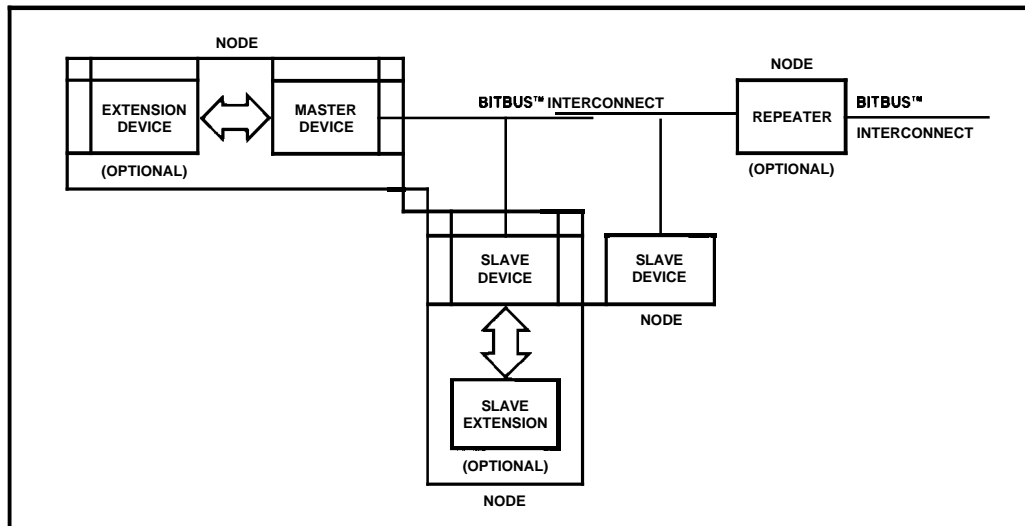 NODE
EXTENSION
DEVICE
(OPTIONAL)
MASTER
DEVICE
BITBUS™ INTERCONNECT
NODE
REPEATER
(OPTIONAL)
BITBUS™
INTERCONNECT
SLAVE
DEVICE
SLAVE
DEVICE
NODE
SLAVE
EXTENSION
(OPTIONAL)
NODE